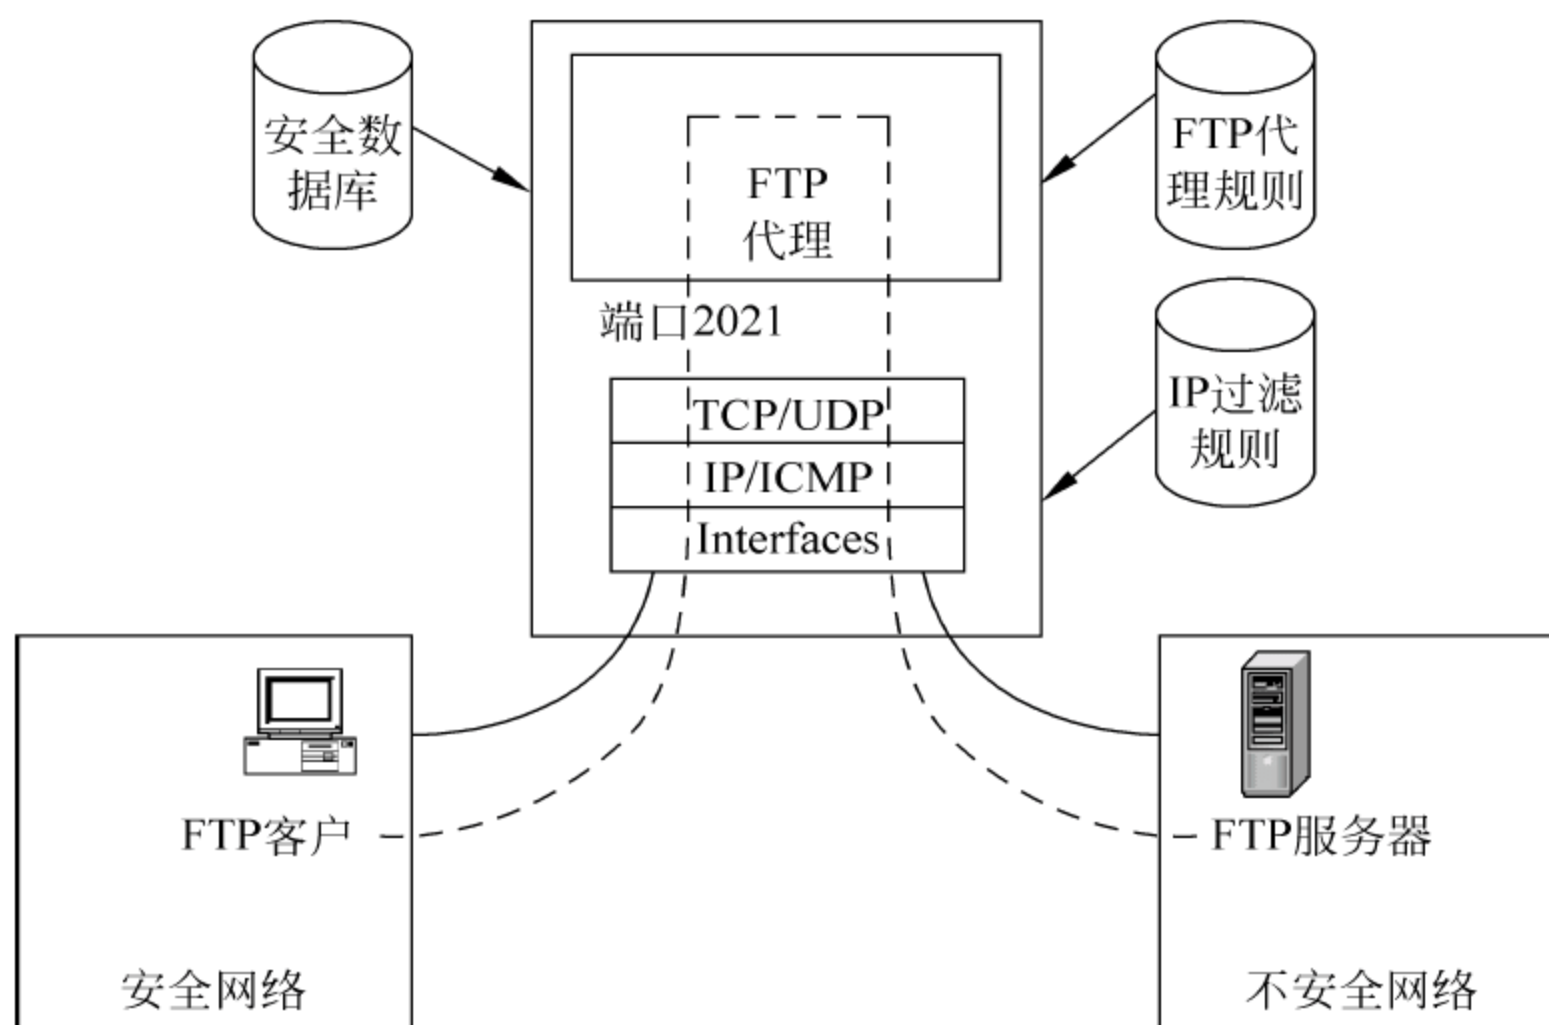 安全数
据库
FTP
代理
FTP代
理规则
端口2021
IP过滤
规则
TCP/UDP
IP/ICMP
Interfaces
FTP客户
FTP服务器
安全网络
不安全网络